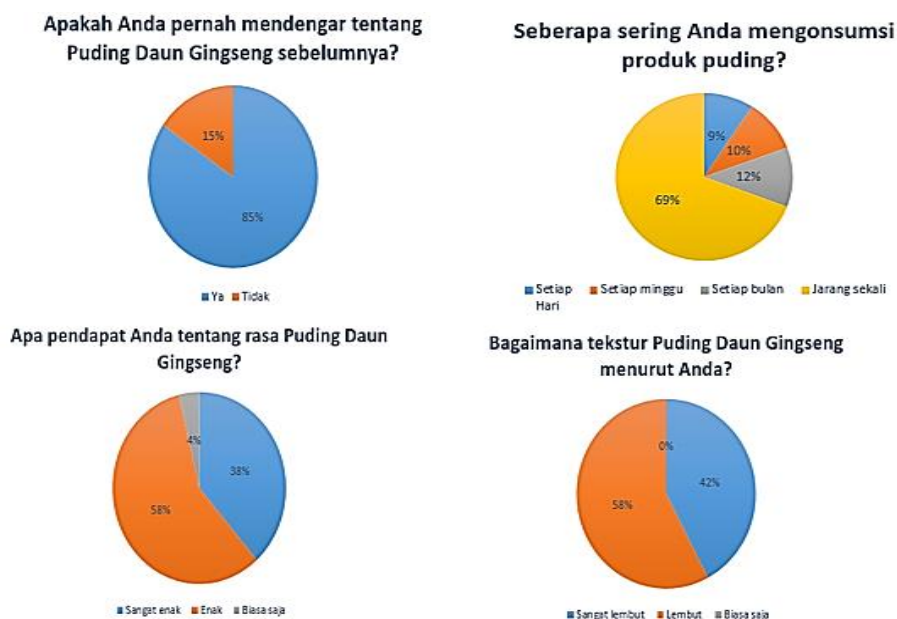 Apakah Anda pernah mendengar tentang
Puding Daun Gingseng sebelumnya?
15%
85%
Ya Tidak
Seberapa sering Anda mengonsumsi
produk puding?
9%
10%
12%
69%
Setiap Hari Setiap minggu Setiap bulan Jarang sekali
Apa pendapat Anda tentang rasa Puding Daun
Gingseng?
4%
38%
58%
Sangat enak Enak Biasa saja
Bagaimana tekstur Puding Daun Gingseng
menurut Anda?
0%
42%
58%
Sangat lembut Lembut Biasa saja